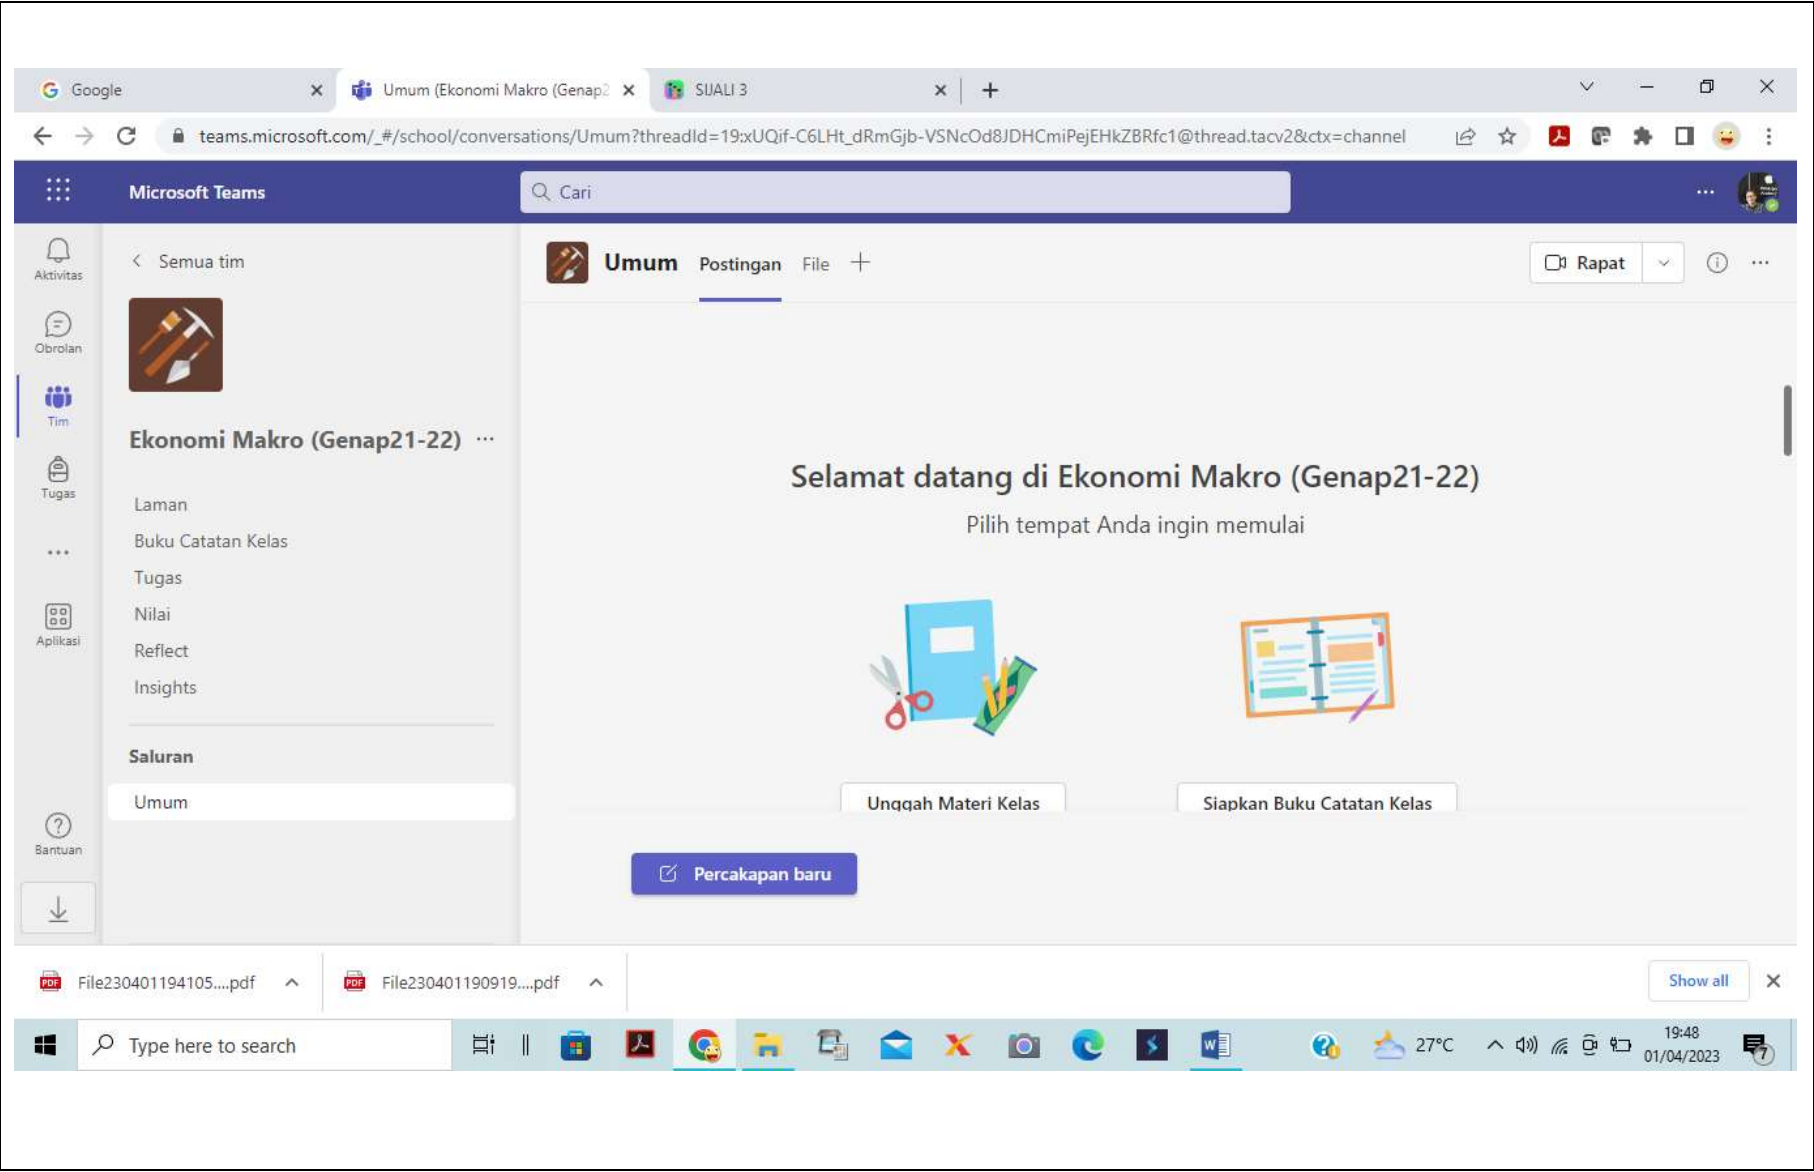 Google
Umum (Ekonomi Makro (Genap2
SIJALI 3
teams.microsoft.com/_#/school/conversations/Umum?threadId=19:xUQif-C6LHt_dRmGjb-VSNcOd8JDHCmiPejEHkZBRfc1@thread.tacv2&ctx=channel
Microsoft Teams
Cari
Aktivitas
Obrolan
Tim
Tugas
Aplikasi
Bantuan
Semua tim
Ekonomi Makro (Genap21-22)
Laman
Buku Catatan Kelas
Tugas
Nilai
Reflect
Insights
Saluran
Umum
Umum Postingan File
Rapat
Selamat datang di Ekonomi Makro (Genap21-22)
Pilih tempat Anda ingin memulai
Unggah Materi Kelas
Siapkan Buku Catatan Kelas
Percakapan baru
PDF File230401194105....pdf
PDF File230401190919....pdf
Show all
Type here to search
27°C
19:48
01/04/2023
7